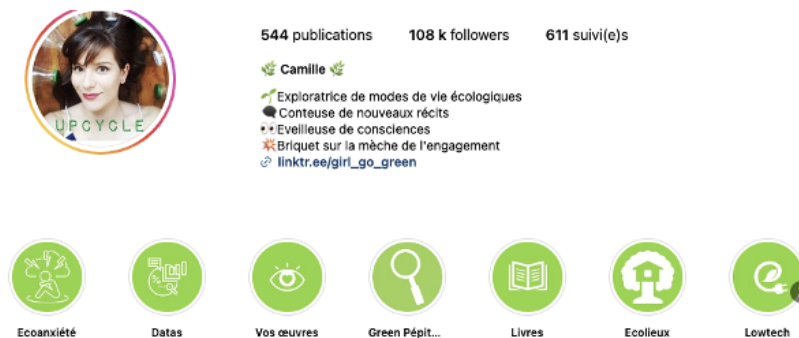 544 publications 108 k followers 611 suivi(e)s
🌿 Camille 🌿
🌱Exploratrice de modes de vie écologiques
🗨Conteuse de nouveaux récits
👀Eveilleuse de consciences
💥Briquet sur la mèche de l'engagement
linktr.ee/girl_go_green
UPCYCLE
Ecoanxiété Datas Vos œuvres Green Pépit... Livres Ecolieux Lowtech